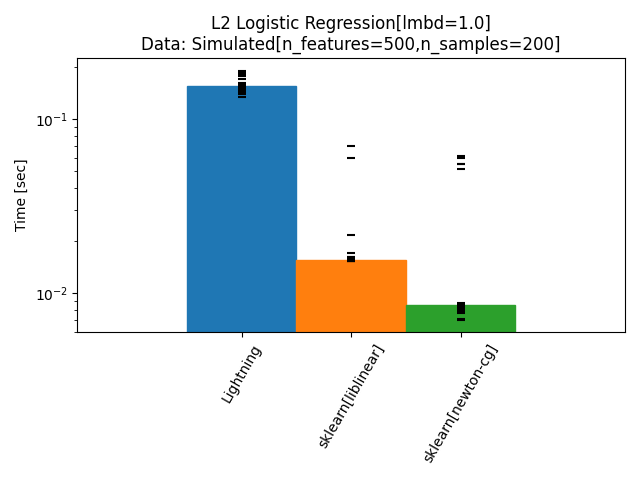 L2 Logistic Regression[lmbd=1.0]
Data: Simulated[n_features=500,n_samples=200]
Time [sec]
10⁻¹
10⁻²
Lightning
sklearn[liblinear]
sklearn[newton-cg]